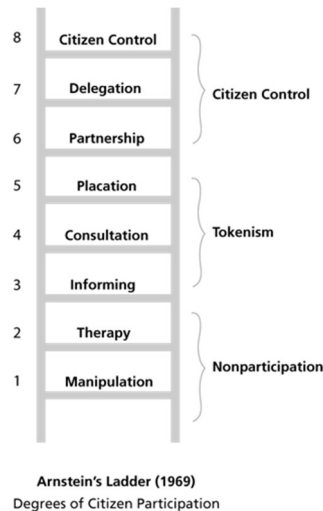 8 Citizen Control
7 Delegation
Citizen Control
6 Partnership
5 Placation
4 Consultation
Tokenism
3 Informing
2 Therapy
Nonparticipation
1 Manipulation
Arnstein's Ladder (1969)
Degrees of Citizen Participation